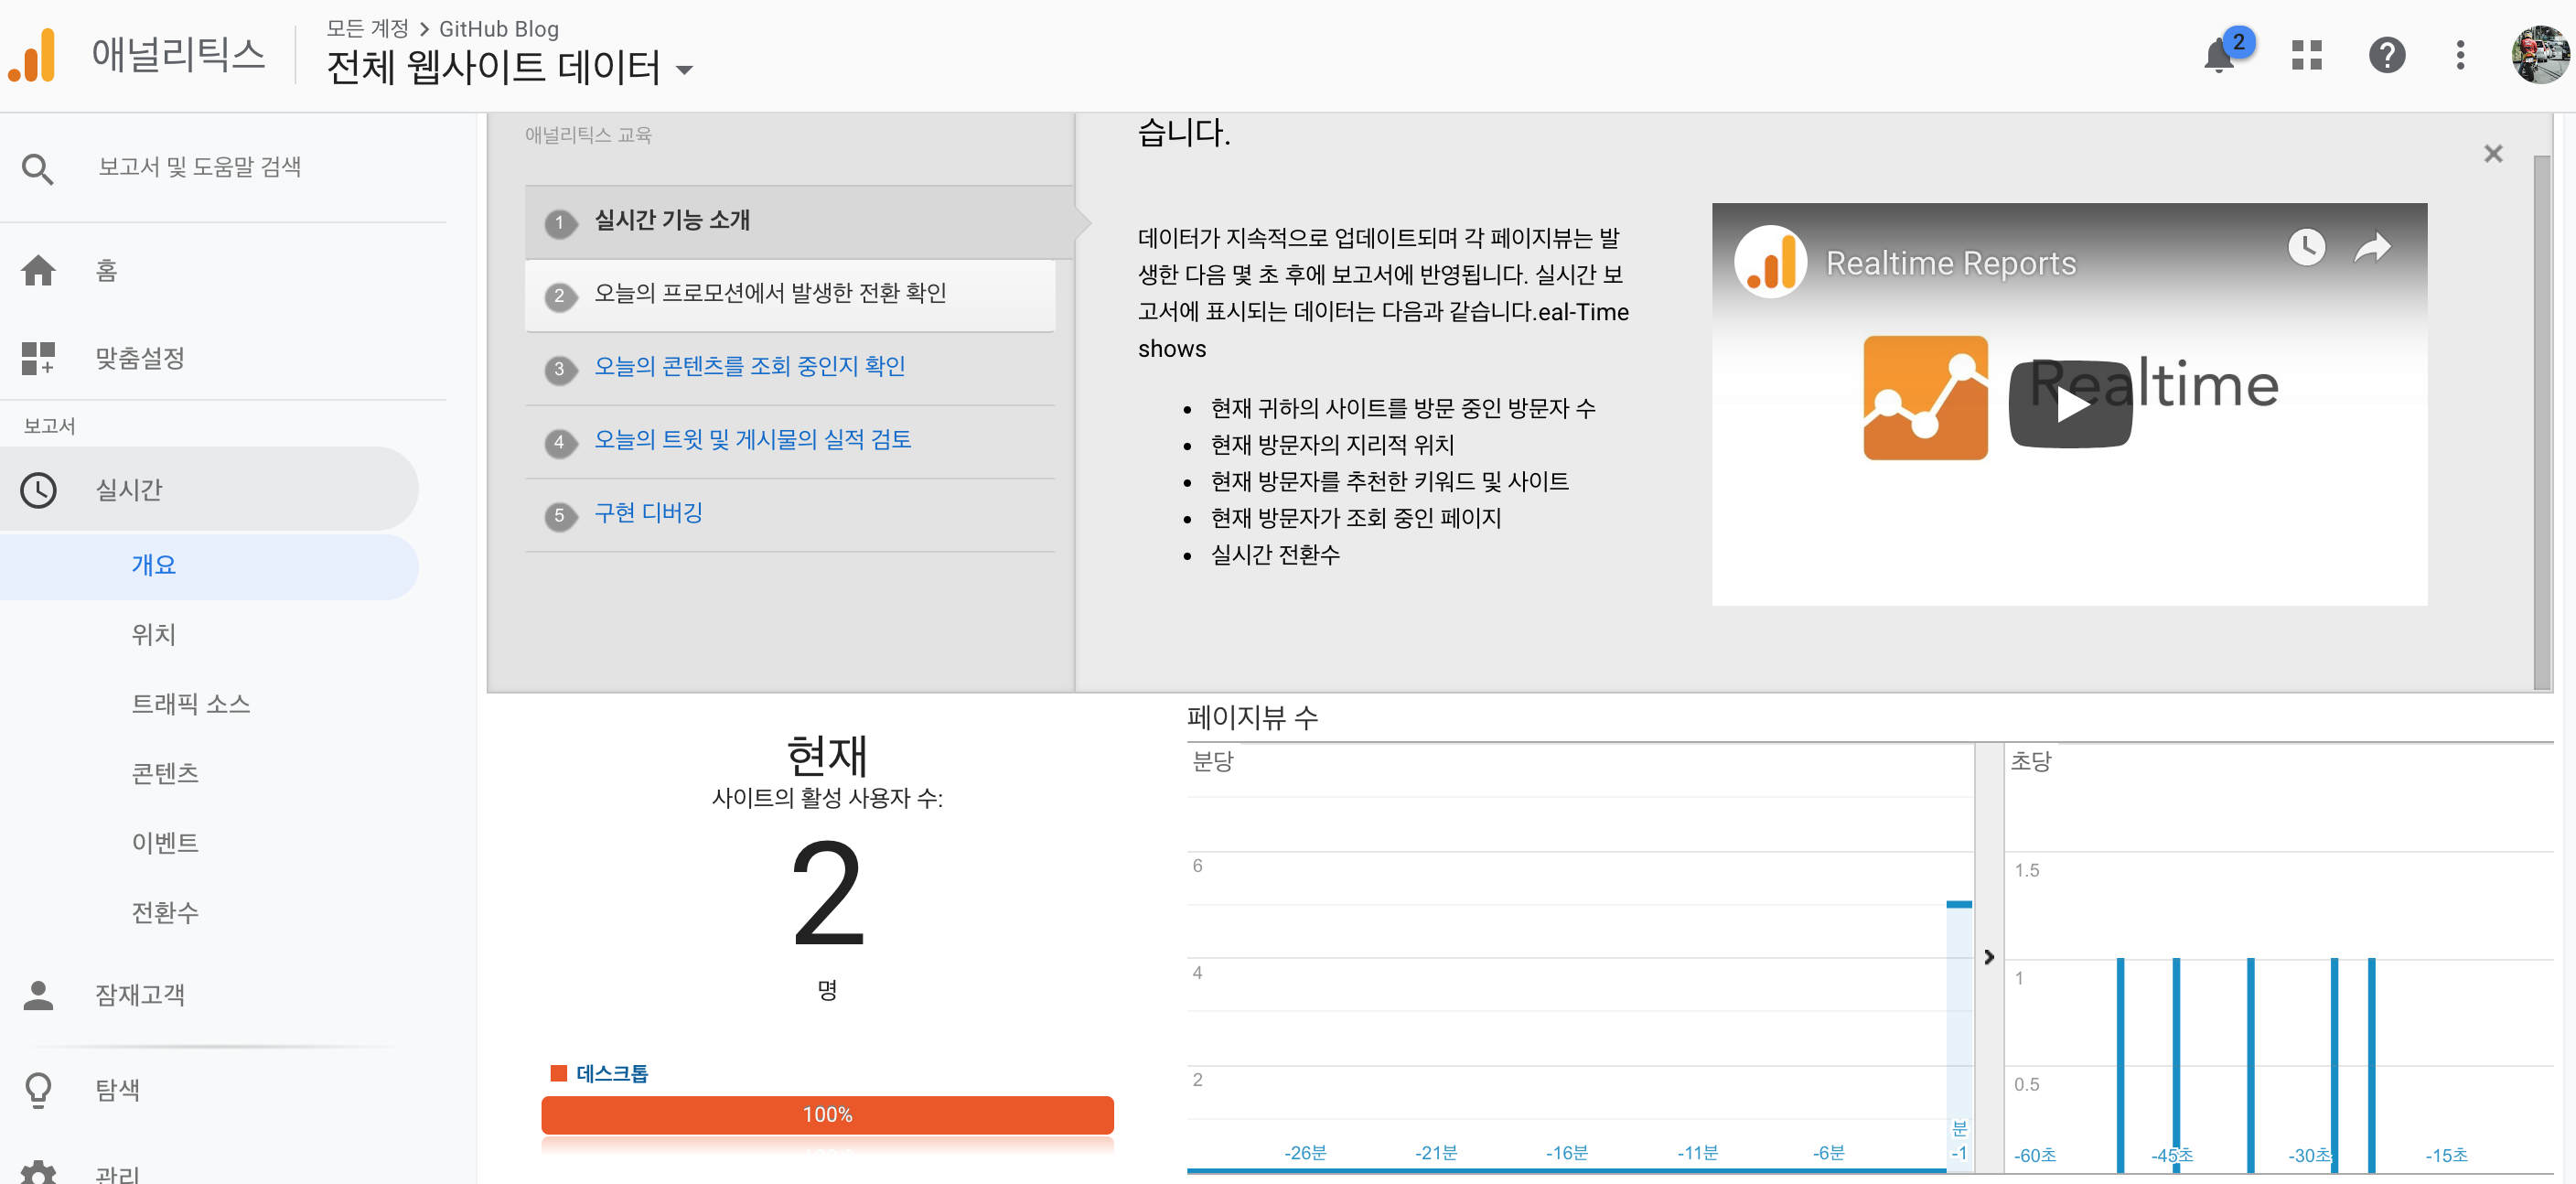 애널리틱스
모든 계정 > GitHub Blog
전체 웹사이트 데이터
2
보고서 및 도움말 검색
홈
맞춤설정
보고서
실시간
개요
위치
트래픽 소스
콘텐츠
이벤트
전환수
잠재고객
탐색
관리
애널리틱스 교육
1 실시간 기능 소개
2 오늘의 프로모션에서 발생한 전환 확인
3 오늘의 콘텐츠를 조회 중인지 확인
4 오늘의 트윗 및 게시물의 실적 검토
5 구현 디버깅
습니다.
데이터가 지속적으로 업데이트되며 각 페이지뷰는 발
생한 다음 몇 초 후에 보고서에 반영됩니다. 실시간 보
고서에 표시되는 데이터는 다음과 같습니다.eal-Time
shows
• 현재 귀하의 사이트를 방문 중인 방문자 수
• 현재 방문자의 지리적 위치
• 현재 방문자를 추천한 키워드 및 사이트
• 현재 방문자가 조회 중인 페이지
• 실시간 전환수
Realtime Reports
Realtime
현재
사이트의 활성 사용자 수:
2
명
데스크톱
100%
페이지뷰 수
분당
6
4
2
-26분 -21분 -16분 -11분 -6분 분
-1
초당
1.5
1
0.5
-60초 -45초 -30초 -15초